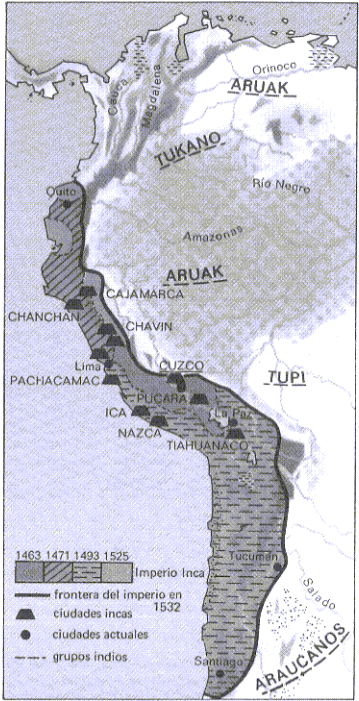 Orinoco
ARUAK
Cauca
Magdalena
TUKANO
Río Negro
Quito
Amazonas
ARUAK
CAJAMARCA
CHANCHAN
CHAVIN
Lima
CUZCO
PACHACAMAC
TUPI
PUCARA
ICA
La Paz
NAZCA
TIAHUANACO
1463 1471 1493 1525
Imperio Inca
Tucumán
frontera del imperio en
1532
Salado
ciudades incas
ciudades actuales
grupos indios
Santiago
ARAUCANOS